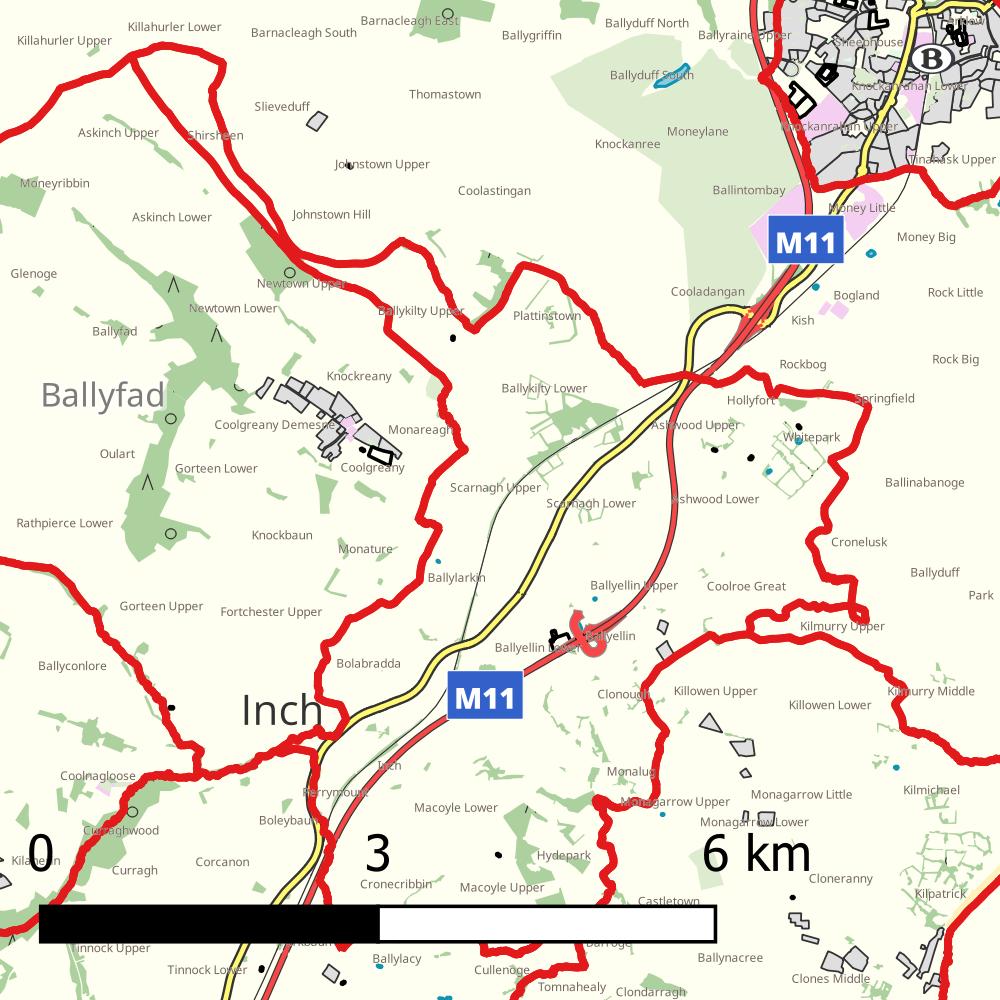 Killahurler Upper
Killahurler Lower
Barnacleagh East
Barnacleagh South
Ballygriffin
Ballyduff North
Ballyraine Upper
Sheephouse
B
Ballyduff South
Knockanrahan Lower
Thomastown
Slieveduff
Askinch Upper
Shirsheen
Moneylane
Knockanrahan Upper
Knockanree
Johnstown Upper
Tinahask Upper
Moneyribbin
Coolastingan
Ballintombay
Askinch Lower
Johnstown Hill
Money Little
M11
Money Big
Glenoge
Newtown Upper
Cooladangan
Bogland
Rock Little
Newtown Lower
Ballykilty Upper
Plattinstown
Kish
Ballyfad
Rockbog
Rock Big
Knockreany
Ballykilty Lower
Ballyfad
Hollyfort
Springfield
Coolgreany Demesne
Monareagh
Ashwood Upper
Whitepark
Oulart
Gorteen Lower
Coolgreany
Ballinabanoge
Scarnagh Upper
Scarnagh Lower
Ashwood Lower
Rathpierce Lower
Knockbaun
Monature
Cronelusk
Ballylarkin
Ballyellin Upper
Coolroe Great
Ballyduff
Park
Gorteen Upper
Fortchester Upper
Kilmurry Upper
Ballyellin
Ballyellin Lower
Ballyconlore
Bolabradda
M11
Clonough
Killowen Upper
Killowen Lower
Kilmurry Middle
Inch
Inch
Coolnagloose
Monalug
Perrymount
Monagarrow Upper
Monagarrow Little
Kilmichael
Macoyle Lower
Boleybaun
Monagarrow Lower
Curraghwood
0
3
6 km
Corcanon
Curragh
Hydepark
Cronecribbin
Macoyle Upper
Cloneranny
Castletown
Kilpatrick
Tinnock Upper
Tinnock Lower
Ballylacy
Cullenoge
Ballynacree
Tomnahealy
Clondarragh
Clones Middle